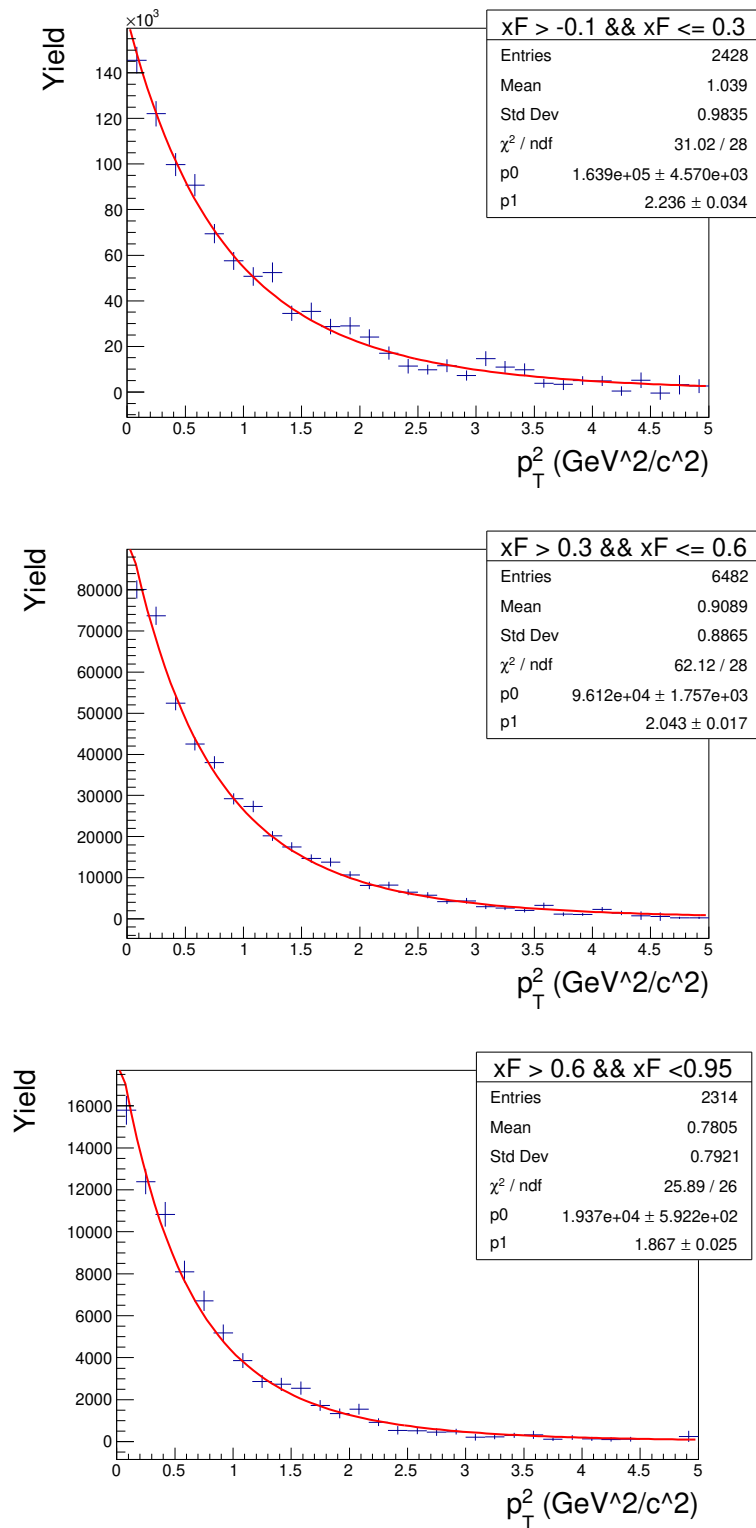 ×10³
Yield
xF > -0.1 && xF <= 0.3
Entries 2428
Mean 1.039
Std Dev 0.9835
χ² / ndf 31.02 / 28
p0 1.639e+05 ± 4.570e+03
p1 2.236 ± 0.034
140
120
100
80
60
40
20
0
0 0.5 1 1.5 2 2.5 3 3.5 4 4.5 5
p_T^2 (GeV^2/c^2)
Yield
xF > 0.3 && xF <= 0.6
Entries 6482
Mean 0.9089
Std Dev 0.8865
χ² / ndf 62.12 / 28
p0 9.612e+04 ± 1.757e+03
p1 2.043 ± 0.017
80000
70000
60000
50000
40000
30000
20000
10000
0
0 0.5 1 1.5 2 2.5 3 3.5 4 4.5 5
p_T^2 (GeV^2/c^2)
Yield
xF > 0.6 && xF <0.95
Entries 2314
Mean 0.7805
Std Dev 0.7921
χ² / ndf 25.89 / 26
p0 1.937e+04 ± 5.922e+02
p1 1.867 ± 0.025
16000
14000
12000
10000
8000
6000
4000
2000
0
0 0.5 1 1.5 2 2.5 3 3.5 4 4.5 5
p_T^2 (GeV^2/c^2)